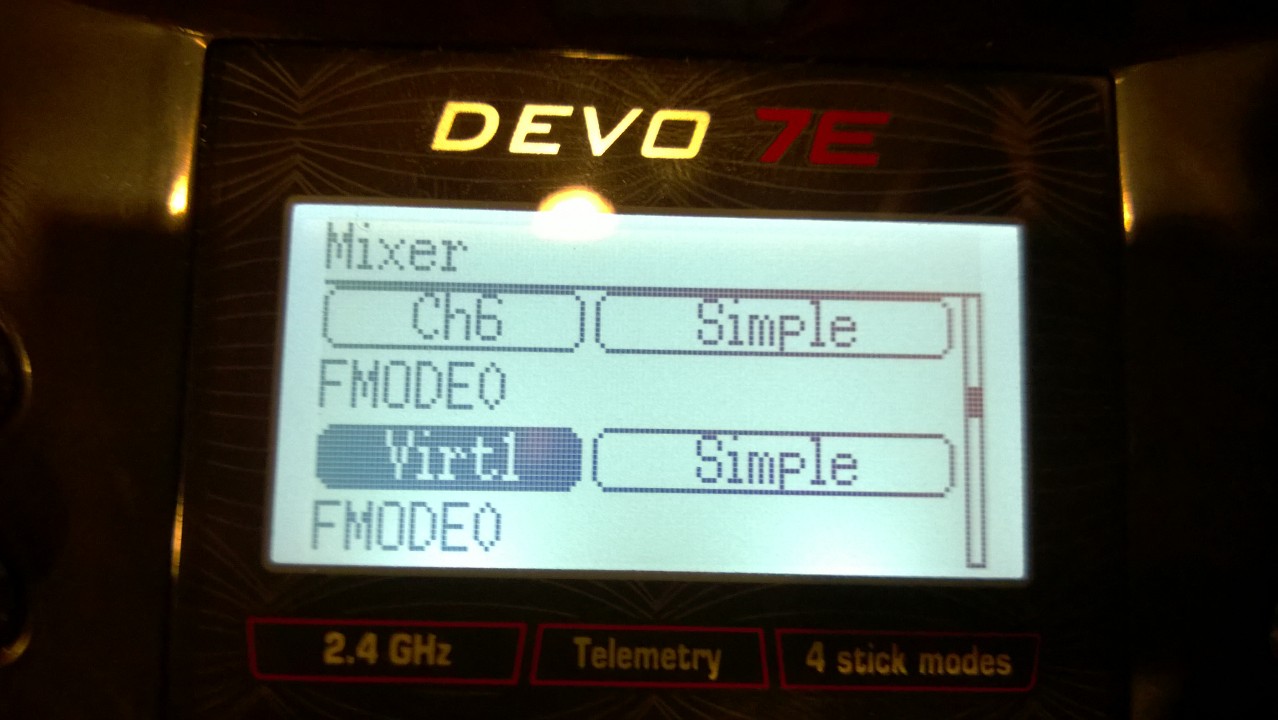 DEVO 7E
Mixer
Ch6 Simple
FMODE0
Virt1 Simple
FMODE0
2.4 GHz Telemetry 4 stick modes